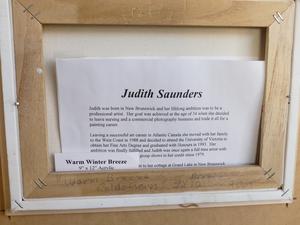 Judith Saunders
Judith was born in New Brunswick and her lifelong ambition was to be a
professional artist. Her goal was achieved at the age of 34 when she decided
to leave nursing and a commercial photography business and trade it all for a
painting career.
Leaving a successful art career in Atlantic Canada she moved with her family
to the West Coast in 1988 and decided to attend the University of Victoria to
obtain her Fine Arts Degree and graduated with Honours in 1993. Her
ambition was finally fulfilled and Judith was once again a full time artist with
group shows to her credit since 1979.
to her cottage at Grand Lake in New Brunswick
Warm Winter Breeze
9" x 12" Acrylic